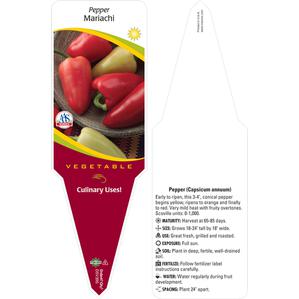 Pepper
Mariachi
AAS
VEGETABLE
Culinary Uses!
Pepper (Capsicum annuum)
Early to ripen, this 3-4", conical pepper
begins yellow, ripens to orange and finally
to red. Very mild heat with fruity overtones.
Scoville units: 0-1,000.
MATURITY: Harvest at 65-85 days.
SIZE: Grows 18-24" tall by 18" wide.
USE: Great fresh, grilled and roasted.
EXPOSURE: Full sun.
SOIL: Plant in deep, fertile, well-drained
soil.
FERTILIZE: Follow fertilizer label
instructions carefully.
WATER: Water regularly during fruit
development.
SPACING: Plant 24" apart.